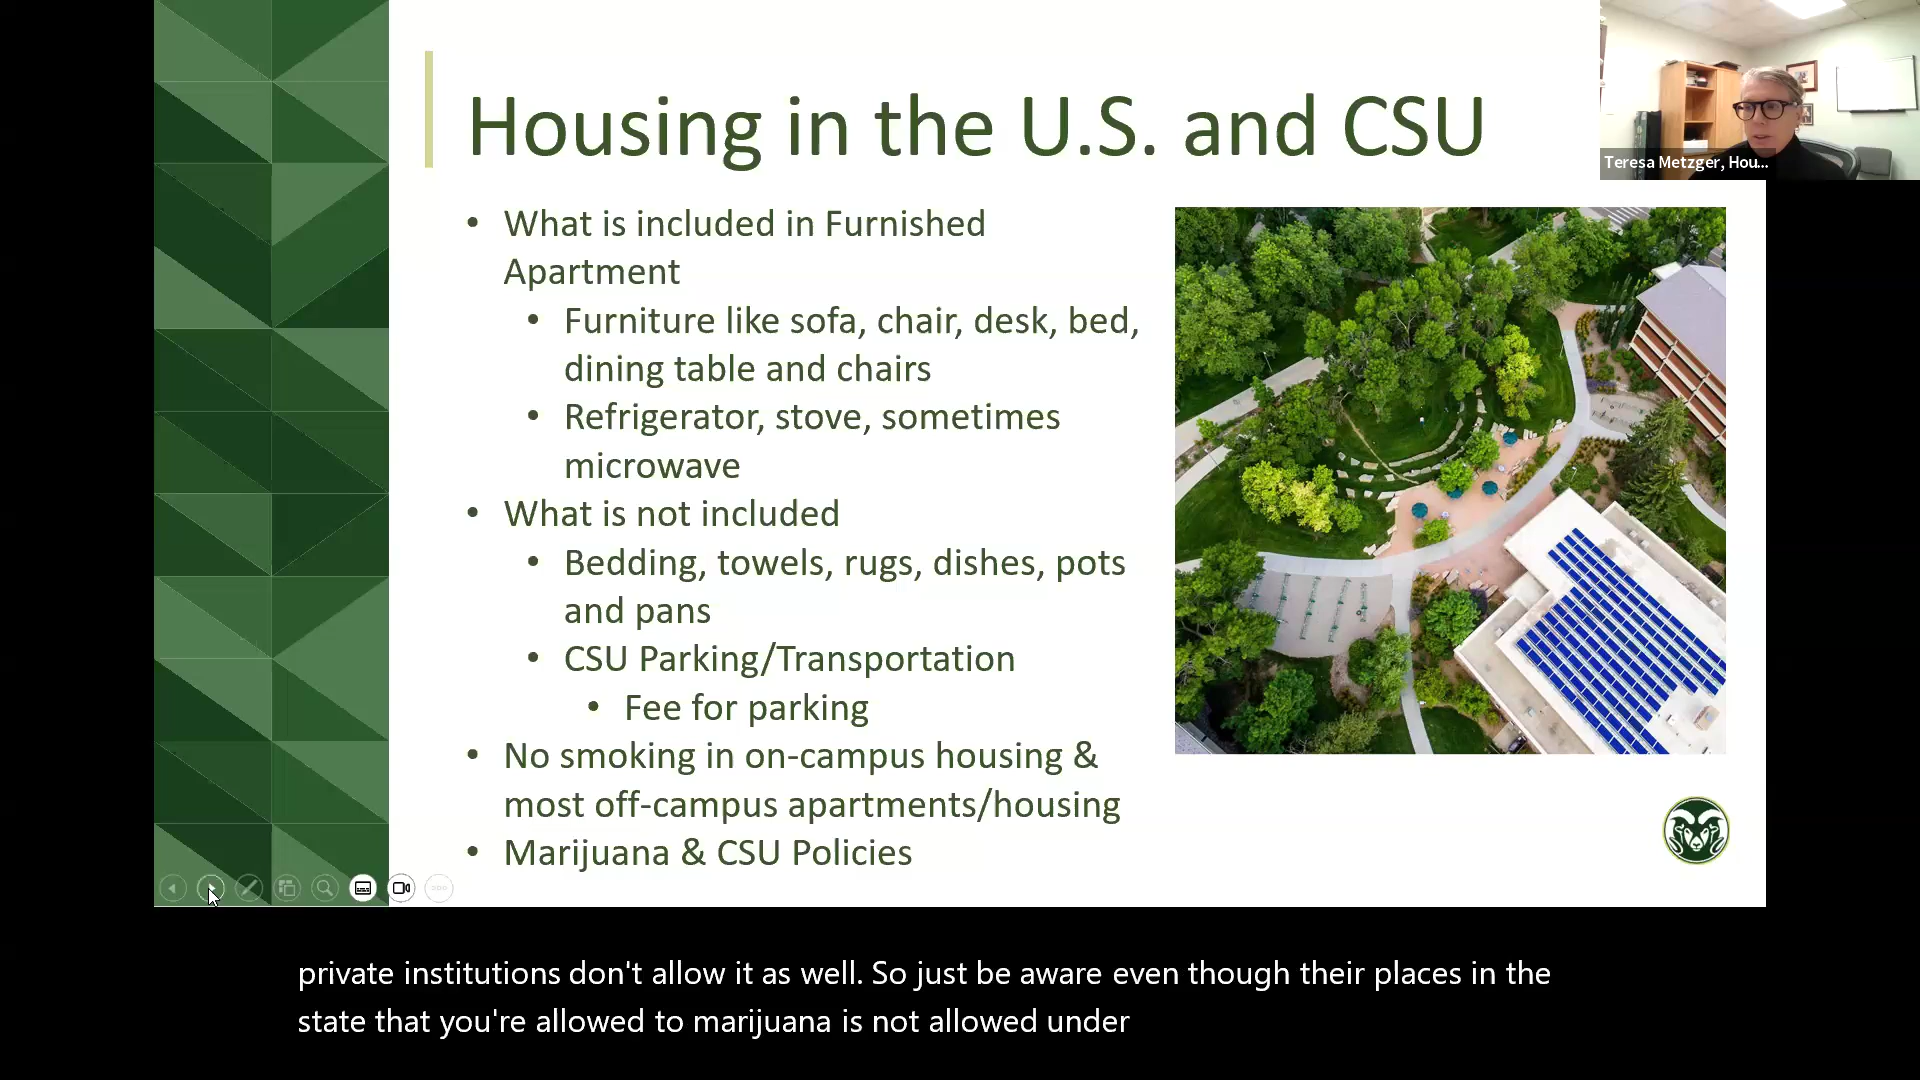 Housing in the U.S. and CSU
Teresa Metzger, Hou...
• What is included in Furnished
Apartment
• Furniture like sofa, chair, desk, bed,
dining table and chairs
• Refrigerator, stove, sometimes
microwave
• What is not included
• Bedding, towels, rugs, dishes, pots
and pans
• CSU Parking/Transportation
• Fee for parking
• No smoking in on-campus housing &
most off-campus apartments/housing
• Marijuana & CSU Policies
private institutions don't allow it as well. So just be aware even though their places in the
state that you're allowed to marijuana is not allowed under